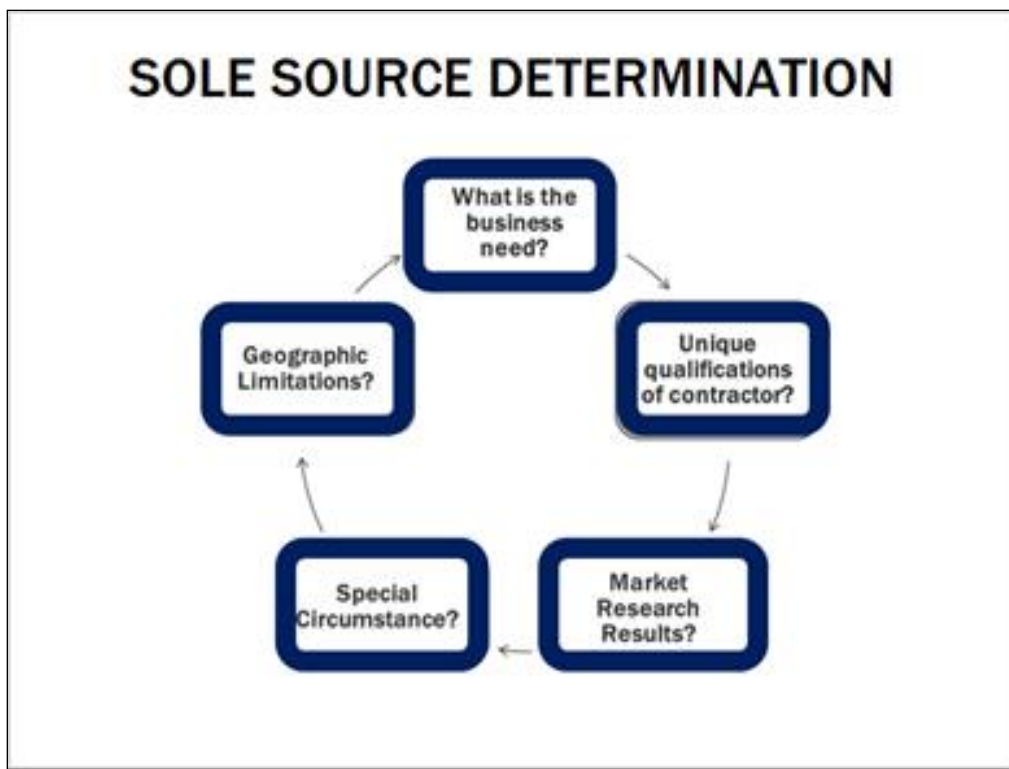 SOLE SOURCE DETERMINATION
What is the
business
need?
Unique
qualifications
of contractor?
Market
Research
Results?
Special
Circumstance?
Geographic
Limitations?